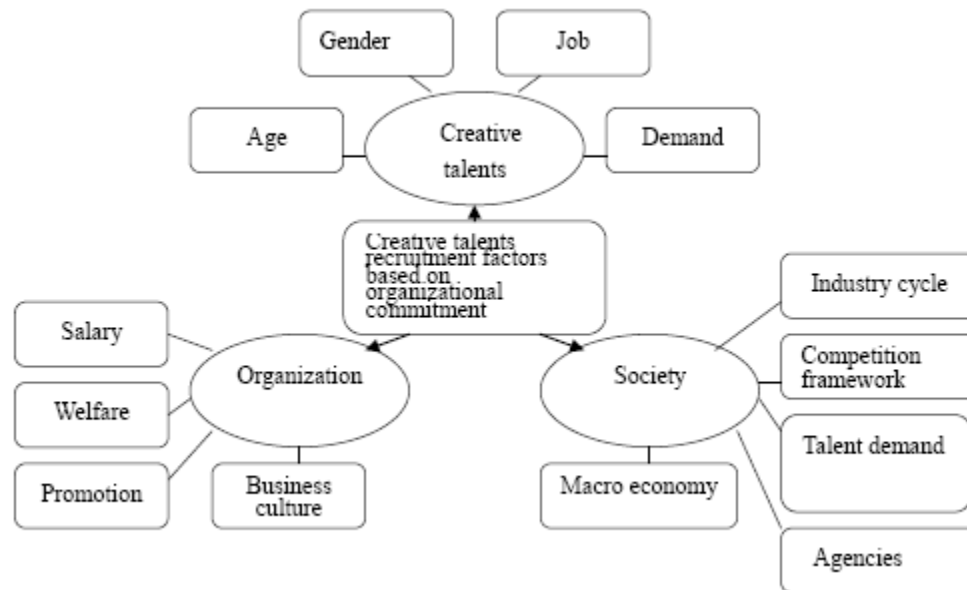 Gender
Job
Age
Creative
talents
Demand
Creative talents
recruitment factors
based on
organizational
commitment
Industry cycle
Salary
Organization
Society
Competition
framework
Welfare
Talent demand
Promotion
Business
culture
Macro economy
Agencies